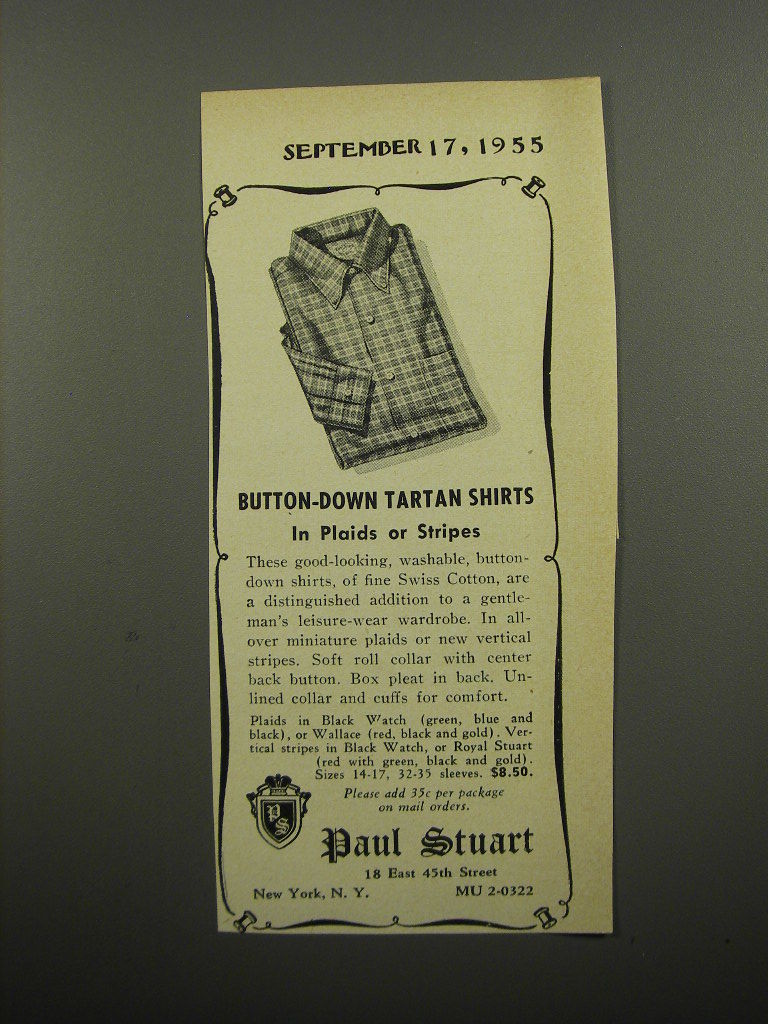 SEPTEMBER 17, 1955
BUTTON-DOWN TARTAN SHIRTS
In Plaids or Stripes
These good-looking, washable, button-
down shirts, of fine Swiss Cotton, are
a distinguished addition to a gentle-
man's leisure-wear wardrobe. In all-
over miniature plaids or new vertical
stripes. Soft roll collar with center
back button. Box pleat in back. Un-
lined collar and cuffs for comfort.
Plaids in Black Watch (green, blue and
black), or Wallace (red, black and gold). Ver-
tical stripes in Black Watch, or Royal Stuart
(red with green, black and gold).
Sizes 14-17, 32-35 sleeves. $8.50.
Please add 35c per package
on mail orders.
PS
Paul Stuart
18 East 45th Street
New York, N. Y. MU 2-0322